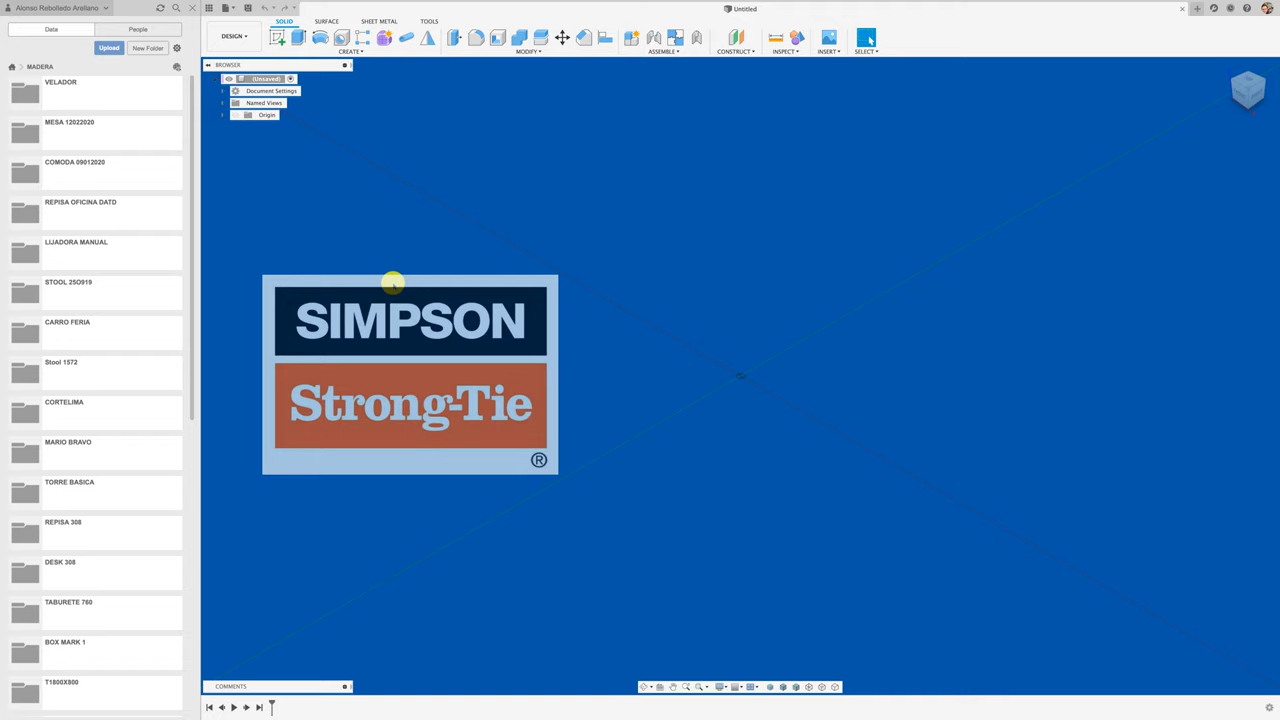 Alonso Rebolledo Arellano
Untitled
Data
People
Upload
New Folder
MADERA
VELADOR
MESA 12022020
COMODA 09012020
REPISA OFICINA DATD
LIJADORA MANUAL
STOOL 25O919
CARRO FERIA
Stool 1572
CORTELIMA
MARIO BRAVO
TORRE BASICA
REPISA 308
DESK 308
TABURETE 760
BOX MARK 1
T1800X800
DESIGN
SOLID
SURFACE
SHEET METAL
TOOLS
CREATE
MODIFY
ASSEMBLE
CONSTRUCT
INSPECT
INSERT
SELECT
BROWSER
(Unsaved)
Document Settings
Named Views
Origin
SIMPSON
Strong-Tie
®
COMMENTS